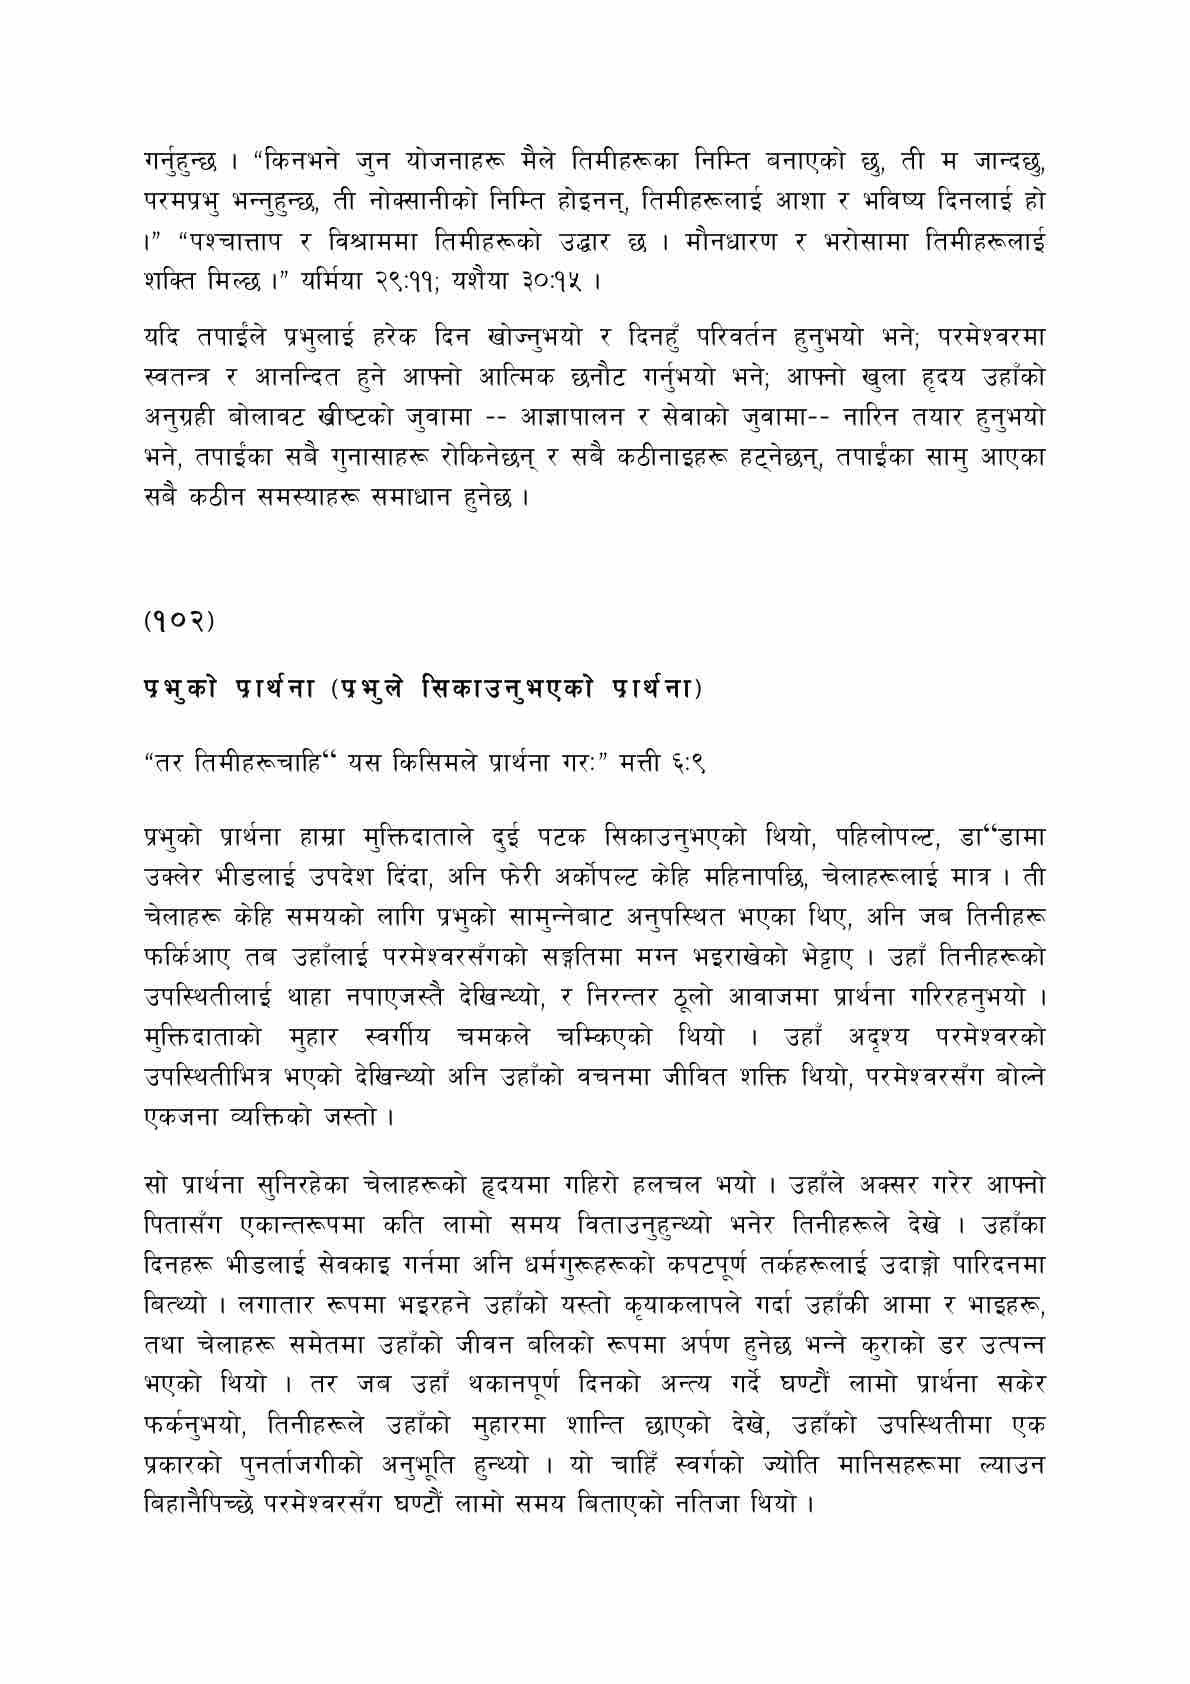 गर्नुहुन्छ । “किनभने जुन योजनाहरू मैले तिमीहरूका निम्ति बनाएको छु, ती म जान्दछु,
परमप्रभु भन्नुहुन्छ, ती नोक्सानीको निम्ति होइनन्, तिमीहरूलाई आशा र भविष्य दिनलाई हो
।” “पश्चात्ताप र विश्राममा तिमीहरूको उद्धार छ । मौनधारण र भरोसामा तिमीहरूलाई
शक्ति मिल्छ ।” यर्मिया २९:११; यशैया ३०:१५ ।
यदि तपाईंले प्रभुलाई हरेक दिन खोज्नुभयो र दिनहुँ परिवर्तन हुनुभयो भने; परमेश्वरमा
स्वतन्त्र र आनन्दित हुने आफ्नो आत्मिक छनौट गर्नुभयो भने; आफ्नो खुला हृदय उहाँको
अनुग्रही बोलावट ख्रीष्टको जुवामा -- आज्ञापालन र सेवाको जुवामा-- नारिन तयार हुनुभयो
भने, तपाईंका सबै गुनासाहरू रोकिनेछन् र सबै कठीनाइहरू हट्नेछन्, तपाईंका सामु आएका
सबै कठीन समस्याहरू समाधान हुनेछ ।
(१०२)
प्रभुको प्रार्थना (प्रभुले सिकाउनुभएको प्रार्थना)
“तर तिमीहरूचाहि“ यस किसिमले प्रार्थना गर:” मत्ती ६:९
प्रभुको प्रार्थना हाम्रा मुक्तिदाताले दुई पटक सिकाउनुभएको थियो, पहिलोपल्ट, डा“डामा
उक्लेर भीडलाई उपदेश दिंदा, अनि फेरी अर्कोपल्ट केहि महिनापछि, चेलाहरूलाई मात्र । ती
चेलाहरू केहि समयको लागि प्रभुको सामुन्नेबाट अनुपस्थित भएका थिए, अनि जब तिनीहरू
फर्किआए तब उहाँलाई परमेश्वरसँगको सङ्गतिमा मग्न भइराखेको भेट्टाए । उहाँ तिनीहरूको
उपस्थितीलाई थाहा नपाएजस्तै देखिन्थ्यो, र निरन्तर ठूलो आवाजमा प्रार्थना गरिरहनुभयो ।
मुक्तिदाताको मुहार स्वर्गीय चमकले चम्किएको थियो । उहाँ अदृश्य परमेश्वरको
उपस्थितीभित्र भएको देखिन्थ्यो अनि उहाँको वचनमा जीवित शक्ति थियो, परमेश्वरसँग बोल्ने
एकजना व्यक्तिको जस्तो ।
सो प्रार्थना सुनिरहेका चेलाहरूको हृदयमा गहिरो हलचल भयो । उहाँले अक्सर गरेर आफ्नो
पितासँग एकान्तरूपमा कति लामो समय विताउनुहुन्थ्यो भनेर तिनीहरूले देखे । उहाँका
दिनहरू भीडलाई सेवकाइ गर्नमा अनि धर्मगुरूहरूको कपटपूर्ण तर्कहरूलाई उदाङ्गो पारिदनमा
बित्थ्यो । लगातार रूपमा भइरहने उहाँको यस्तो कृयाकलापले गर्दा उहाँकी आमा र भाइहरू,
तथा चेलाहरू समेतमा उहाँको जीवन बलिको रूपमा अर्पण हुनेछ भन्ने कुराको डर उत्पन्न
भएको थियो । तर जब उहाँ थकानपूर्ण दिनको अन्त्य गर्दे घण्टौं लामो प्रार्थना सकेर
फर्कनुभयो, तिनीहरूले उहाँको मुहारमा शान्ति छाएको देखे, उहाँको उपस्थितीमा एक
प्रकारको पुनर्ताजगीको अनुभूति हुन्थ्यो । यो चाहिँ स्वर्गको ज्योति मानिसहरूमा ल्याउन
बिहानैपिच्छे परमेश्वरसँग घण्टौं लामो समय बिताएको नतिजा थियो ।